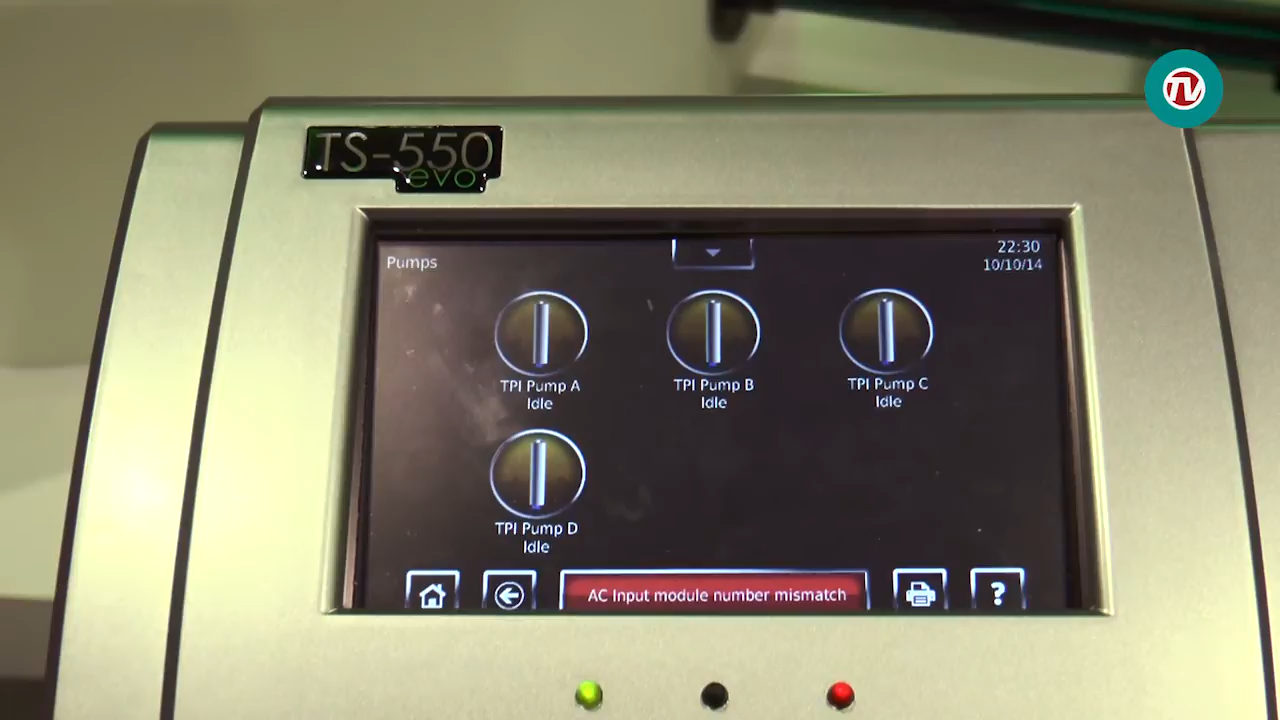 TV
TS-550
evo
22:30
Pumps
10/10/14
TPI Pump A
Idle
TPI Pump B
Idle
TPI Pump C
Idle
TPI Pump D
Idle
AC Input module number mismatch
?